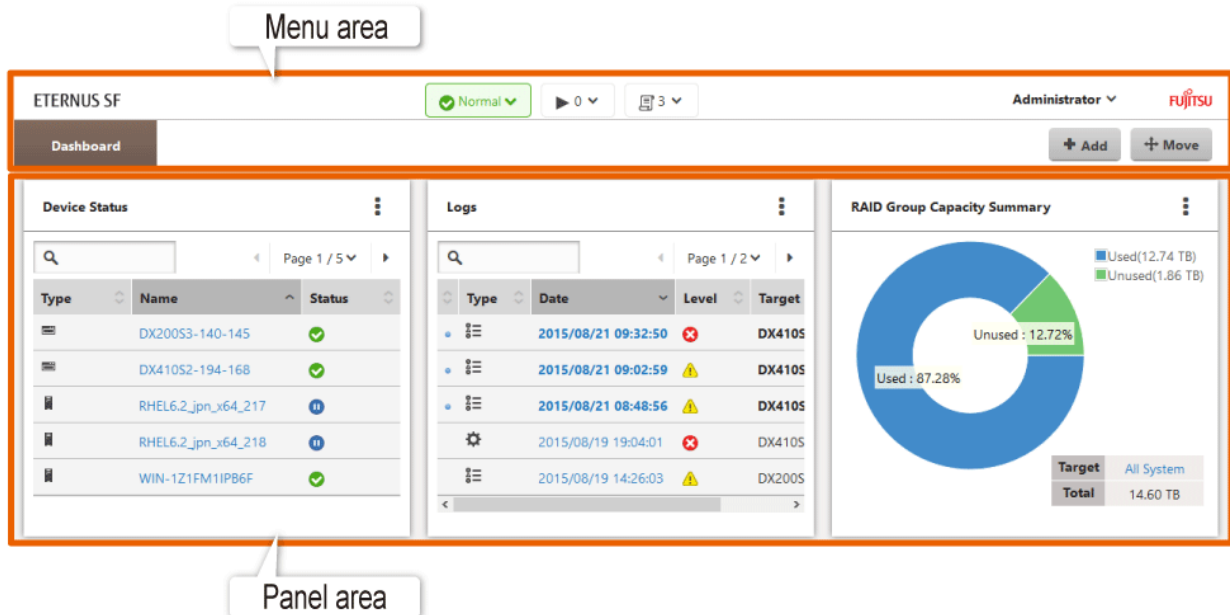 Menu area
ETERNUS SF
Normal
0
3
Administrator
FUJITSU
Dashboard
Add
Move
Device Status
Page 1 / 5
Type Name Status
DX200S3-140-145
DX410S2-194-168
RHEL6.2_jpn_x64_217
RHEL6.2_jpn_x64_218
WIN-1Z1FM1IPB6F
Logs
Page 1 / 2
Type Date Level Target
2015/08/21 09:32:50 DX410S
2015/08/21 09:02:59 DX410S
2015/08/21 08:48:56 DX410S
2015/08/19 19:04:01 DX410S
2015/08/19 14:26:03 DX200S
RAID Group Capacity Summary
Used(12.74 TB)
Unused(1.86 TB)
Unused : 12.72%
Used : 87.28%
Target All System
Total 14.60 TB
Panel area